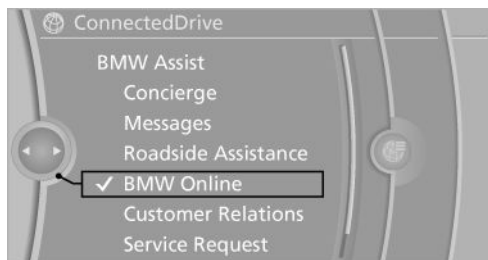 ConnectedDrive
BMW Assist
Concierge
Messages
Roadside Assistance
✓ BMW Online
Customer Relations
Service Request